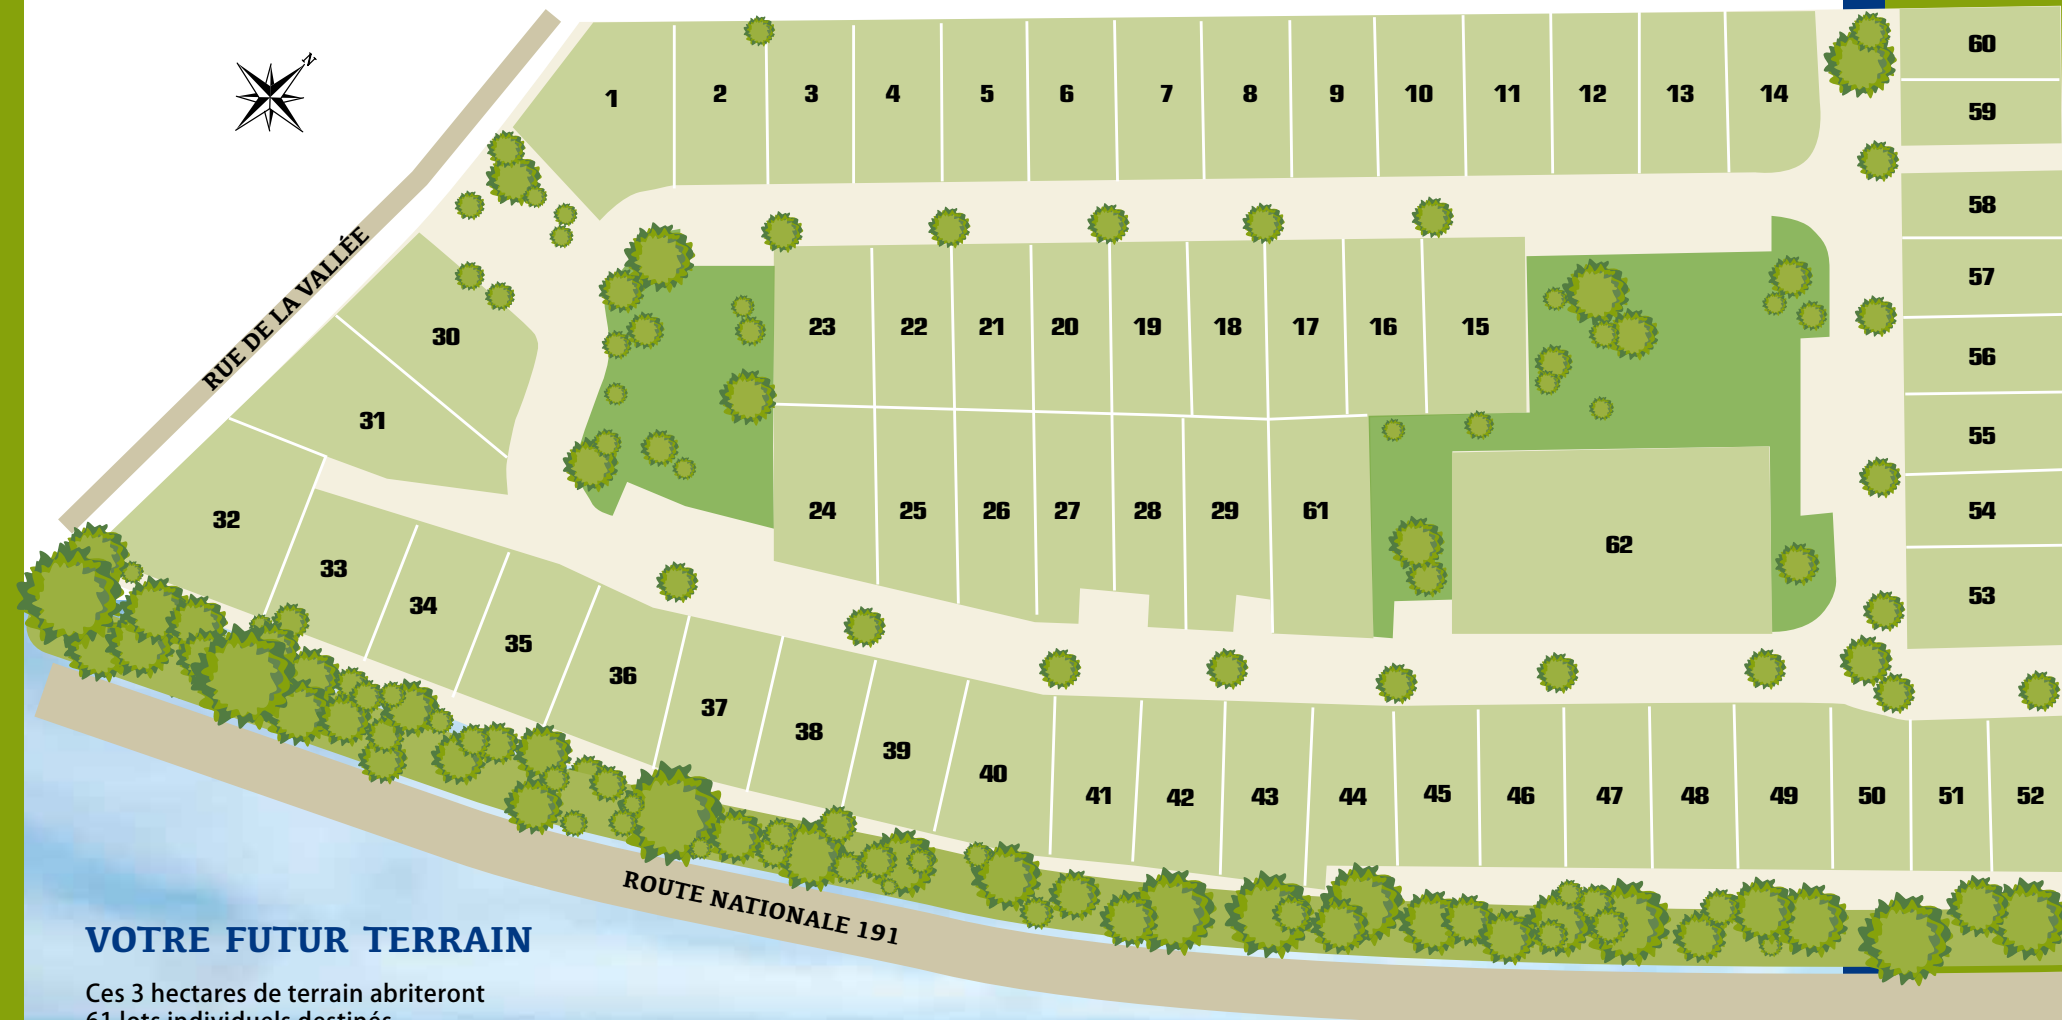 N
1 2 3 4 5 6 7 8 9 10 11 12 13 14 60
59
58
57
56
55
54
53
RUE DE LA VALLÉE
30
31
32
23 22 21 20 19 18 17 16 15
24 25 26 27 28 29 61
62
33
34
35
36
37
38
39
40
41 42 43 44 45 46 47 48 49 50 51 52
ROUTE NATIONALE 191
VOTRE FUTUR TERRAIN
Ces 3 hectares de terrain abriteront
61 lots individuels destinés